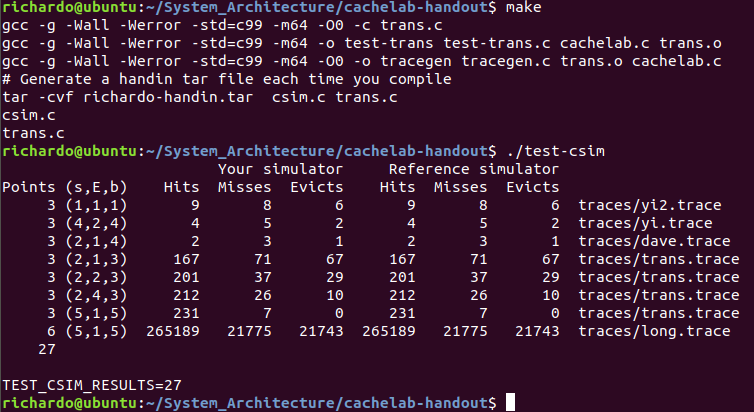 richardo@ubuntu:~/System_Architecture/cachelab-handout$ make
gcc -g -Wall -Werror -std=c99 -m64 -O0 -c trans.c
gcc -g -Wall -Werror -std=c99 -m64 -o test-trans test-trans.c cachelab.c trans.o
gcc -g -Wall -Werror -std=c99 -m64 -O0 -o tracegen tracegen.c trans.o cachelab.c
# Generate a handin tar file each time you compile
tar -cvf richardo-handin.tar  csim.c trans.c
csim.c
trans.c
richardo@ubuntu:~/System_Architecture/cachelab-handout$ ./test-csim
                        Your simulator     Reference simulator
Points (s,E,b)    Hits  Misses  Evicts    Hits  Misses  Evicts
     3 (1,1,1)       9       8       6       9       8       6  traces/yi2.trace
     3 (4,2,4)       4       5       2       4       5       2  traces/yi.trace
     3 (2,1,4)       2       3       1       2       3       1  traces/dave.trace
     3 (2,1,3)     167      71      67     167      71      67  traces/trans.trace
     3 (2,2,3)     201      37      29     201      37      29  traces/trans.trace
     3 (2,4,3)     212      26      10     212      26      10  traces/trans.trace
     3 (5,1,5)     231       7       0     231       7       0  traces/trans.trace
     6 (5,1,5)  265189   21775   21743  265189   21775   21743  traces/long.trace
    27
TEST_CSIM_RESULTS=27
richardo@ubuntu:~/System_Architecture/cachelab-handout$